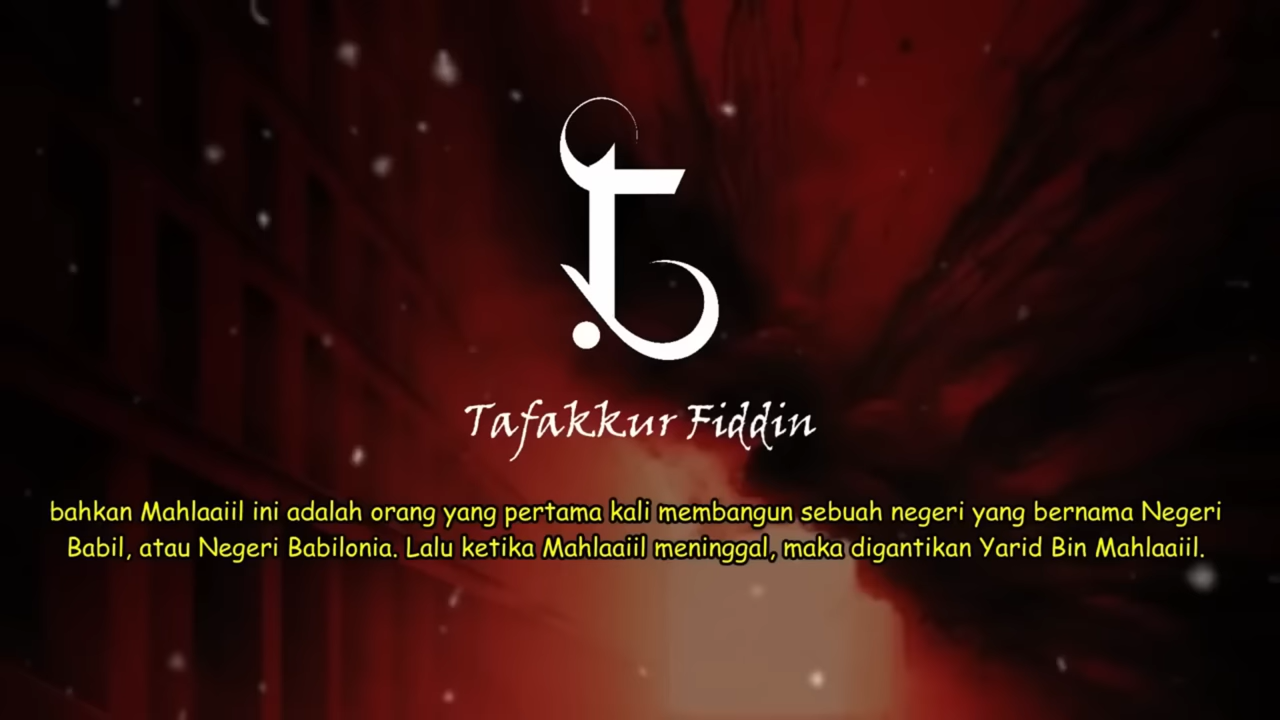 Tafakkur Fiddin
bahkan Mahlaaiil ini adalah orang yang pertama kali membangun sebuah negeri yang bernama Negeri
Babil, atau Negeri Babilonia. Lalu ketika Mahlaaiil meninggal, maka digantikan Yarid Bin Mahlaaiil.